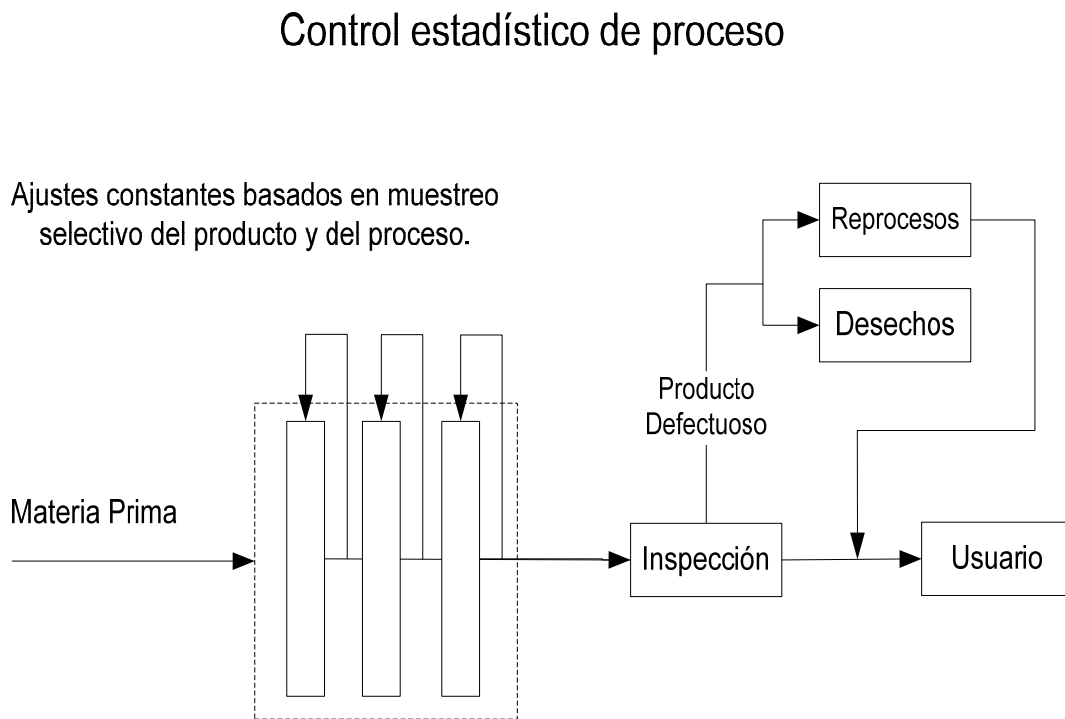 Control estadístico de proceso
Ajustes constantes basados en muestreo
selectivo del producto y del proceso.
Reprocesos
Desechos
Producto
Defectuoso
Materia Prima
Inspección
Usuario